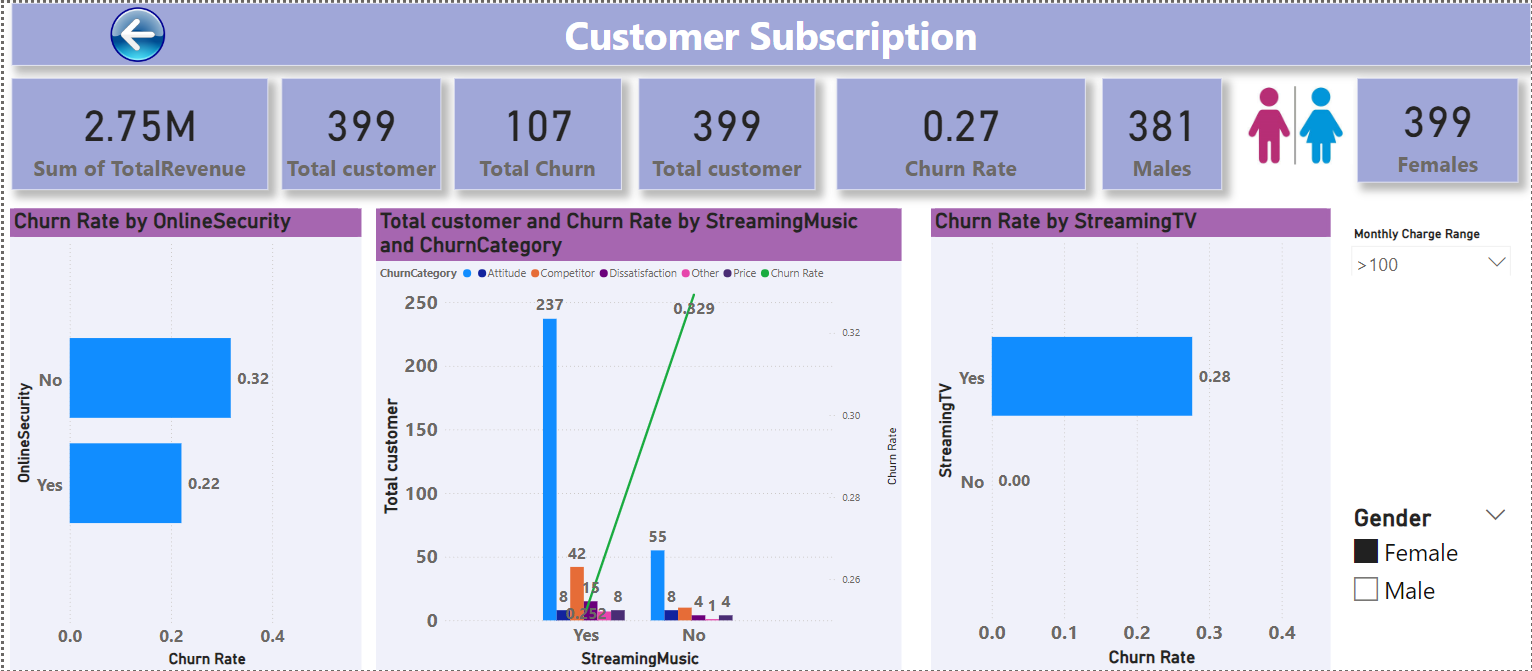 Customer Subscription
2.75M
Sum of TotalRevenue
399
Total customer
107
Total Churn
399
Total customer
0.27
Churn Rate
381
Males
399
Females
Churn Rate by OnlineSecurity
OnlineSecurity
No
0.32
Yes
0.22
0.0 0.2 0.4
Churn Rate
Total customer and Churn Rate by StreamingMusic
and ChurnCategory
ChurnCategory Attitude Competitor Dissatisfaction Other Price Churn Rate
Total customer
250
200
150
100
50
0
237
8
42
15
8
0.252
55
8
4
1
4
0.329
0.32
0.30
0.28
0.26
Churn Rate
Yes No
StreamingMusic
Churn Rate by StreamingTV
StreamingTV
Yes
0.28
No
0.00
0.0 0.1 0.2 0.3 0.4
Churn Rate
Monthly Charge Range
>100
Gender
Female
Male